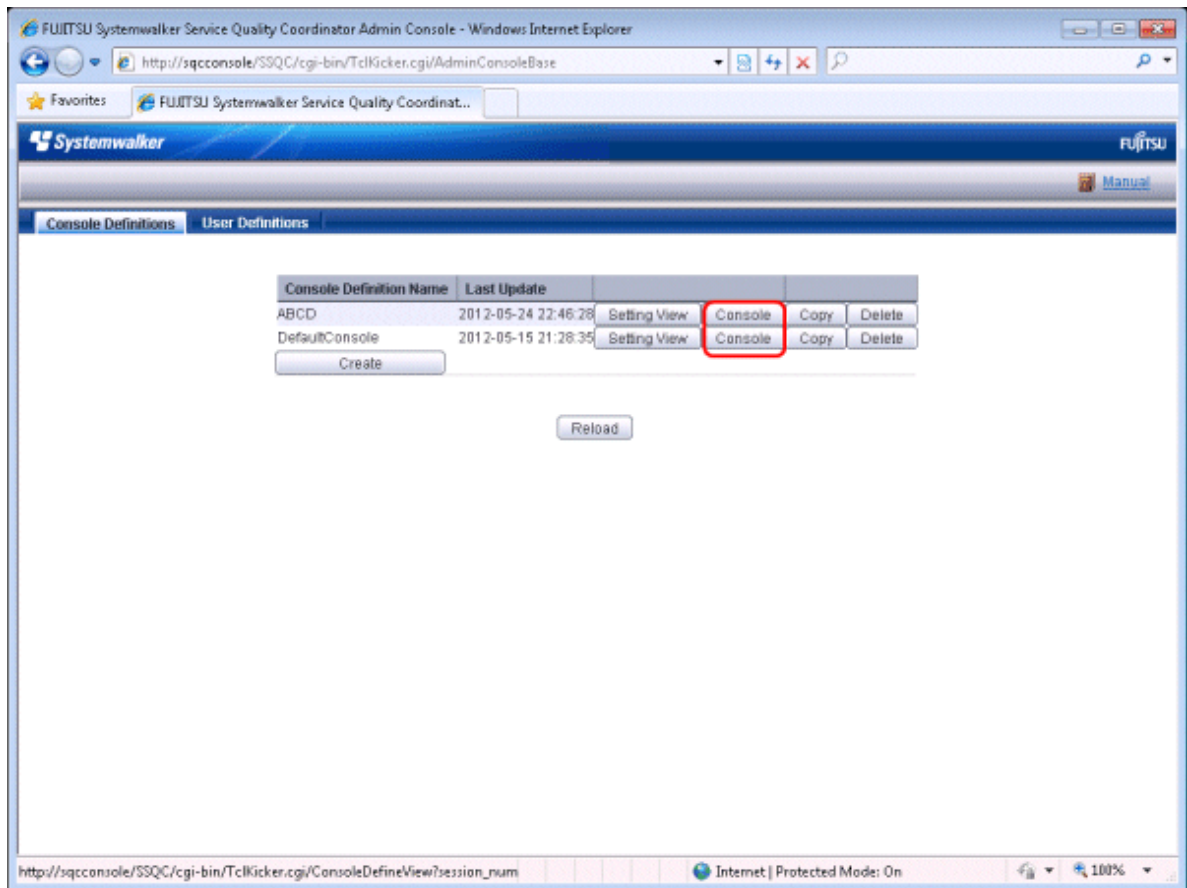 FUJITSU Systemwalker Service Quality Coordinator Admin Console - Windows Internet Explorer
http://sqcconsole/SSQC/cgi-bin/TclKicker.cgi/AdminConsoleBase
Favorites FUJITSU Systemwalker Service Quality Coordinat...
Systemwalker FUJITSU
Manual
Console Definitions User Definitions
Console Definition Name Last Update
ABCD 2012-05-24 22:46:28 Setting View Console Copy Delete
DefaultConsole 2012-05-15 21:28:35 Setting View Console Copy Delete
Create
Reload
http://sqcconsole/SSQC/cgi-bin/TclKicker.cgi/ConsoleDefineView?session_num Internet | Protected Mode: On 100%